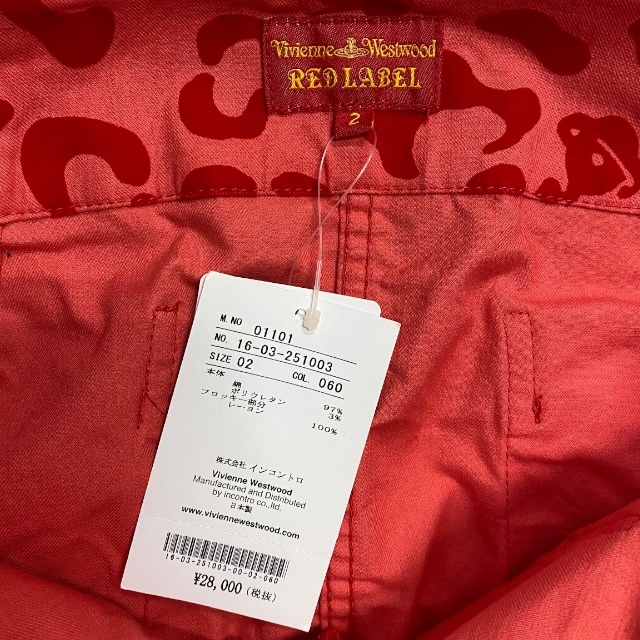 Vivienne Westwood
RED LABEL
2
M.NO 01101
NO. 16-03-251003
SIZE 02 COL. 060
本体
綿 97%
ポリウレタン 3%
フロッキー部分
レーヨン 100%
株式会社 インコントロ
Vivienne Westwood
Manufactured and Distributed
by incontro co.,ltd.
日本製
www.viviennewestwood.com
16-03-251003-00-02-060
¥28,000 (税抜)